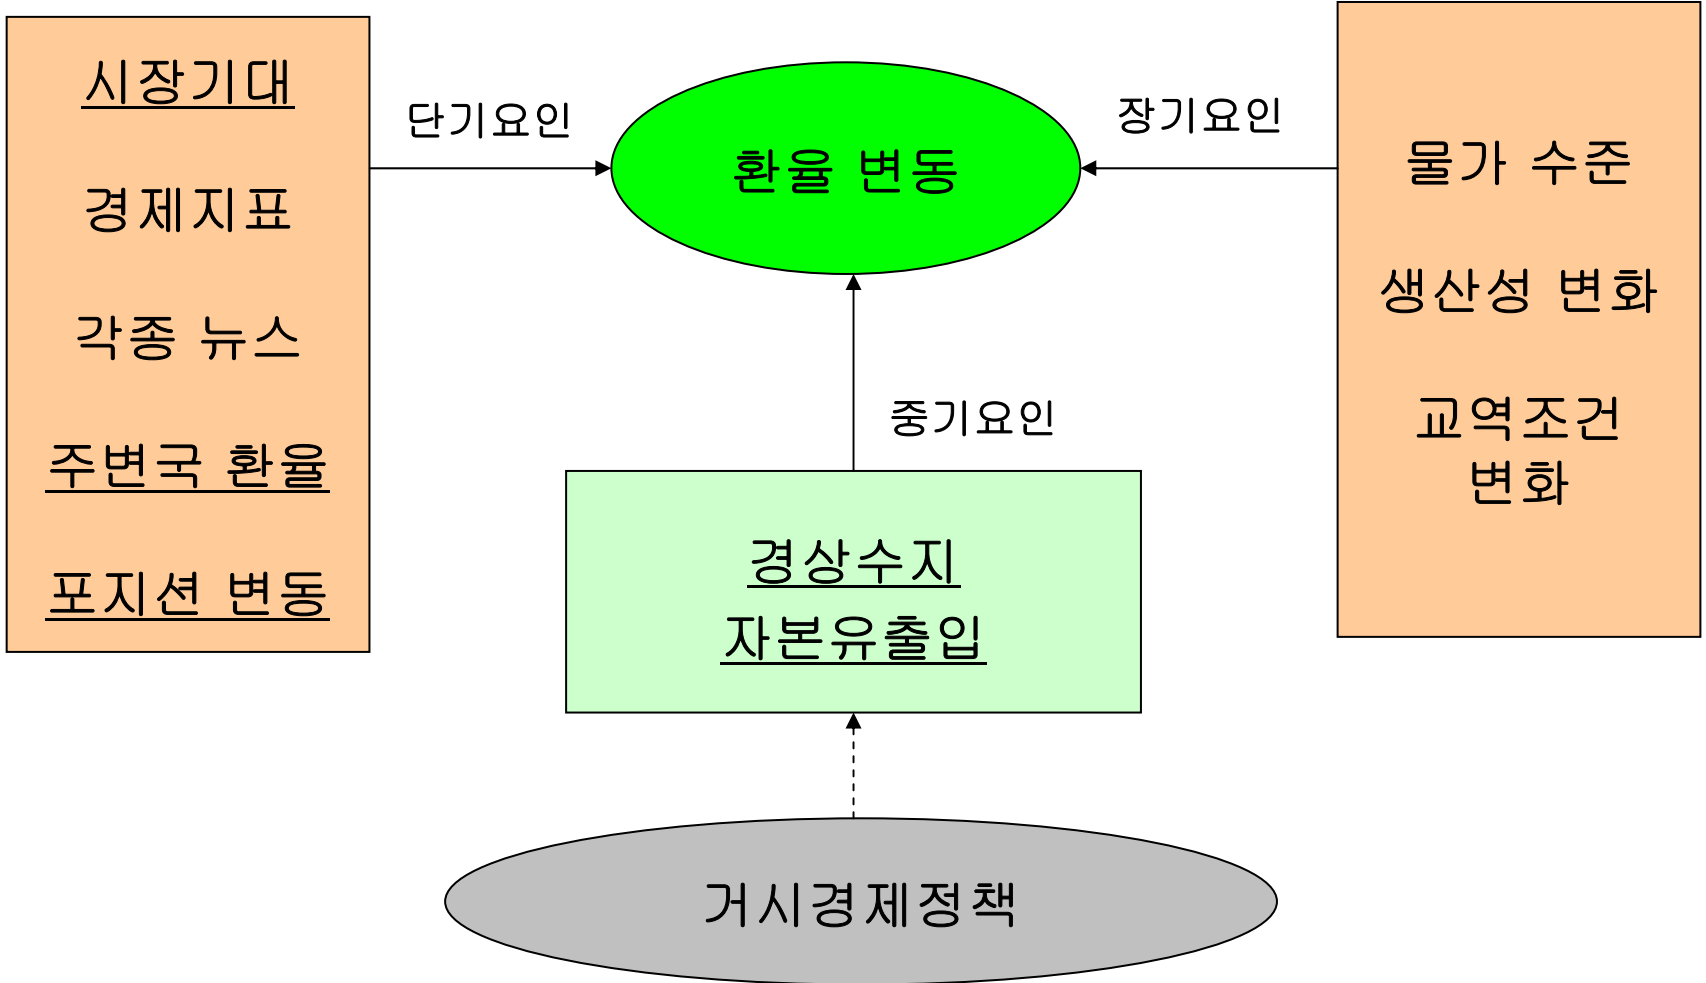 시장기대
경제지표
각종 뉴스
주변국 환율
포지션 변동
단기요인
환율 변동
장기요인
물가 수준
생산성 변화
교역조건
변화
중기요인
경상수지
자본유출입
거시경제정책